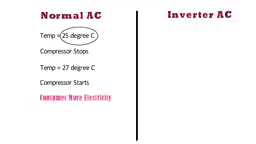 Normal AC
Temp = 25 degree C
Compressor Stops
Temp = 27 degree C
Compressor Starts
Consumes More Electricity
Inverter AC